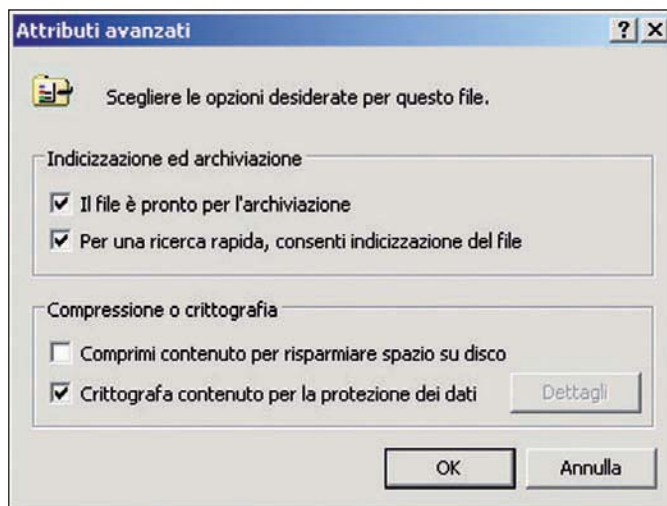 Attributi avanzati
Scegliere le opzioni desiderate per questo file.
Indicizzazione ed archiviazione
Il file è pronto per l'archiviazione
Per una ricerca rapida, consenti indicizzazione del file
Compressione o crittografia
Comprimi contenuto per risparmiare spazio su disco
Crittografa contenuto per la protezione dei dati
Dettagli
OK
Annulla